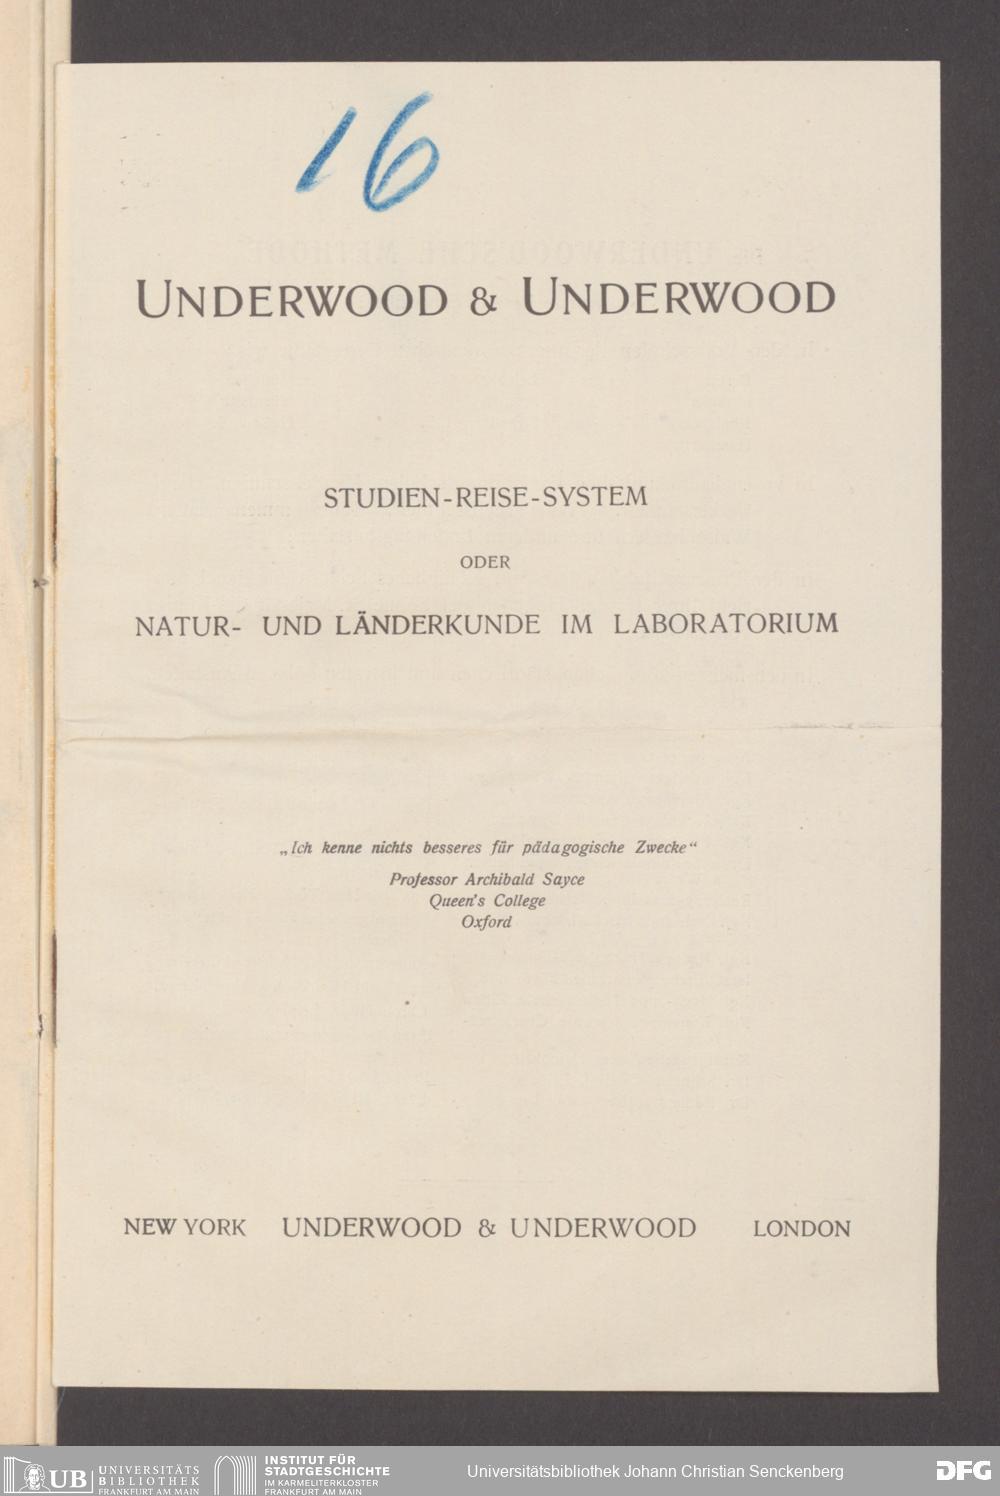 16
UNDERWOOD & UNDERWOOD
STUDIEN-REISE-SYSTEM
ODER
NATUR- UND LÄNDERKUNDE IM LABORATORIUM
„Ich kenne nichts besseres für pädagogische Zwecke“
Professor Archibald Sayce
Queen's College
Oxford
NEW YORK UNDERWOOD & UNDERWOOD LONDON
UB UNIVERSITÄTS
BIBLIOTHEK
FRANKFURT AM MAIN
INSTITUT FÜR
STADTGESCHICHTE
IM KARMELITERKLOSTER
FRANKFURT AM MAIN
Universitätsbibliothek Johann Christian Senckenberg
DFG